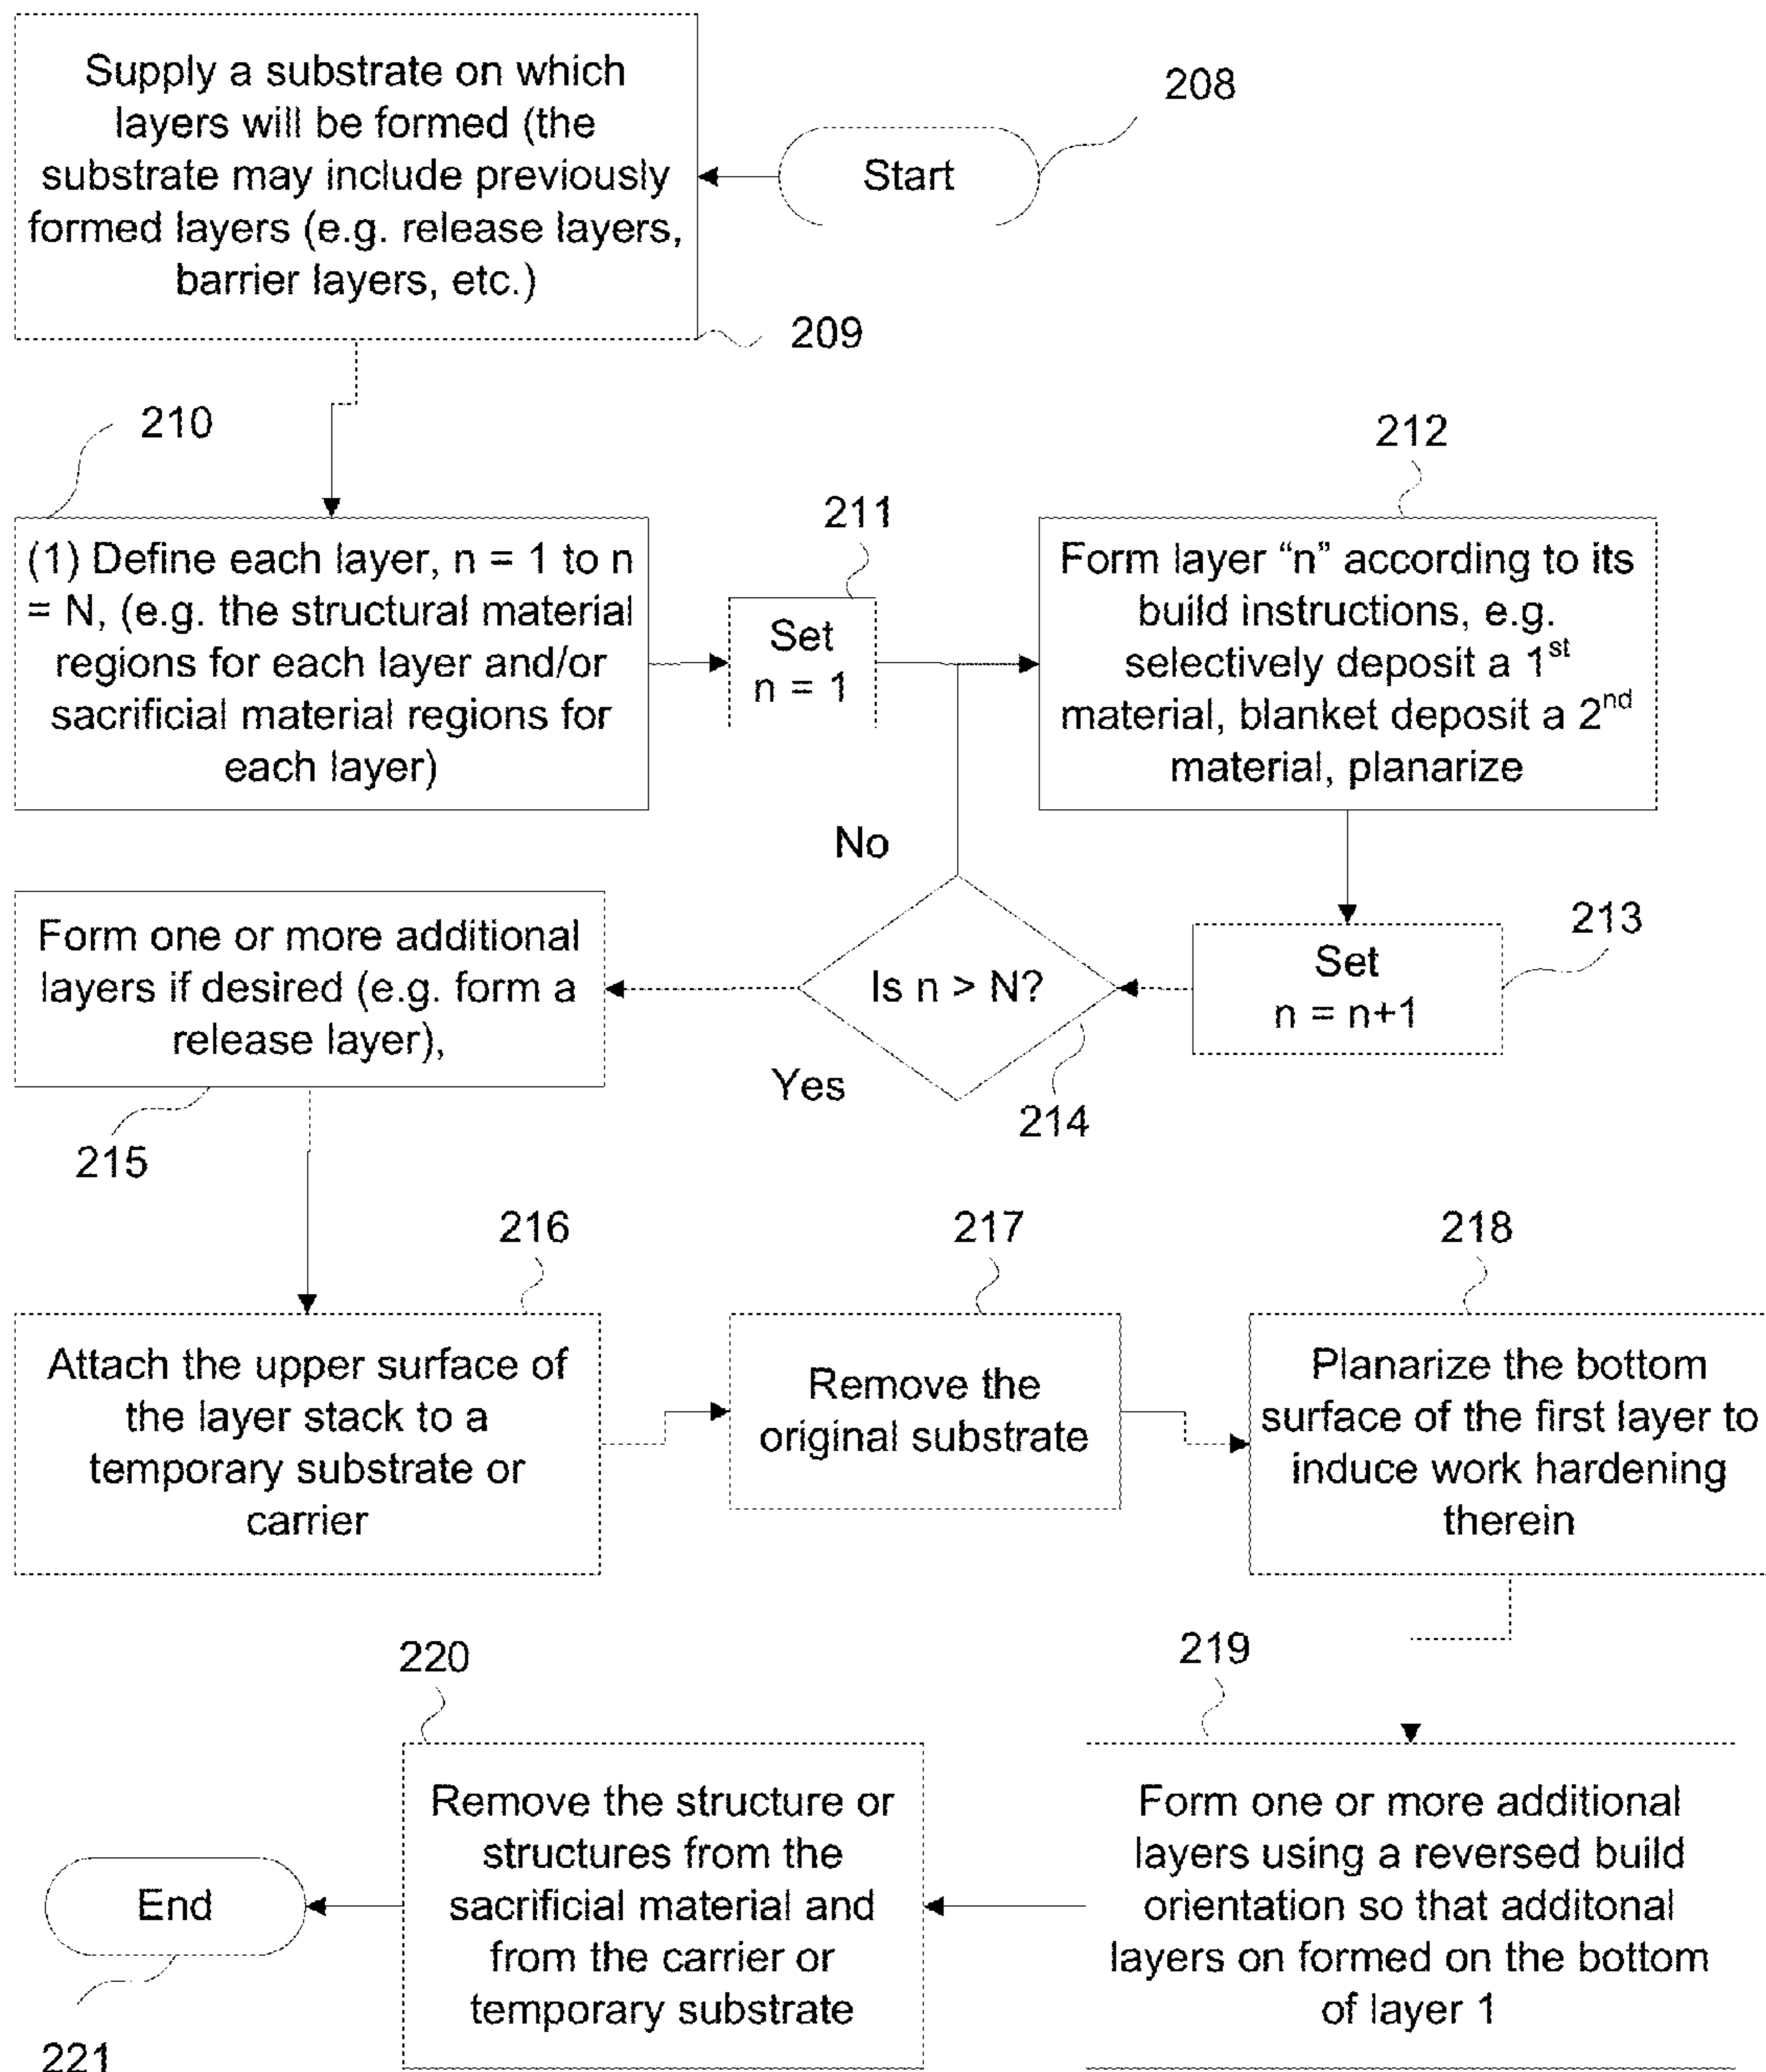 Supply a substrate on which
layers will be formed (the
substrate may include previously
formed layers (e.g. release layers,
barrier layers, etc.)
208
Start
209
210
(1) Define each layer, n = 1 to n
= N, (e.g. the structural material
regions for each layer and/or
sacrificial material regions for
each layer)
211
Set
n = 1
212
Form layer “n” according to its
build instructions, e.g.
selectively deposit a 1st
material, blanket deposit a 2nd
material, planarize
No
213
Set
n = n+1
Is n > N?
214
Yes
Form one or more additional
layers if desired (e.g. form a
release layer),
215
216
Attach the upper surface of
the layer stack to a
temporary substrate or
carrier
217
Remove the
original substrate
218
Planarize the bottom
surface of the first layer to
induce work hardening
therein
219
Form one or more additional
layers using a reversed build
orientation so that additonal
layers on formed on the bottom
of layer 1
220
Remove the structure or
structures from the
sacrificial material and
from the carrier or
temporary substrate
End
221